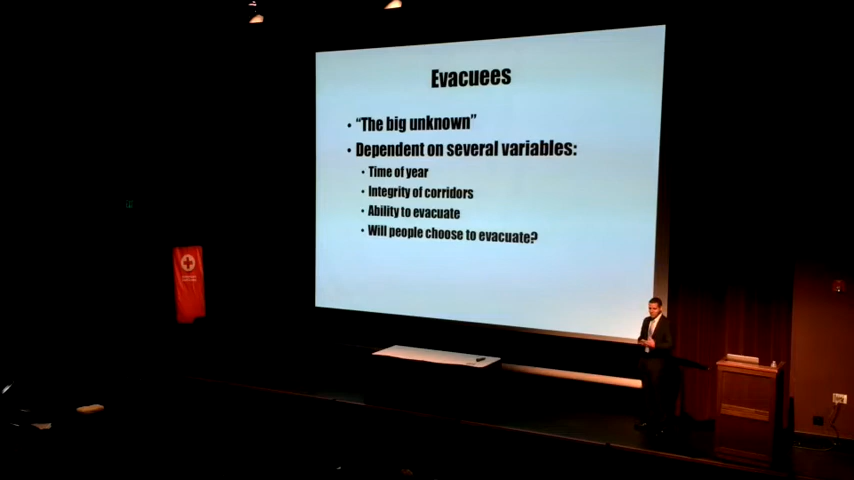 Evacuees
• “The big unknown”
• Dependent on several variables:
• Time of year
• Integrity of corridors
• Ability to evacuate
• Will people choose to evacuate?